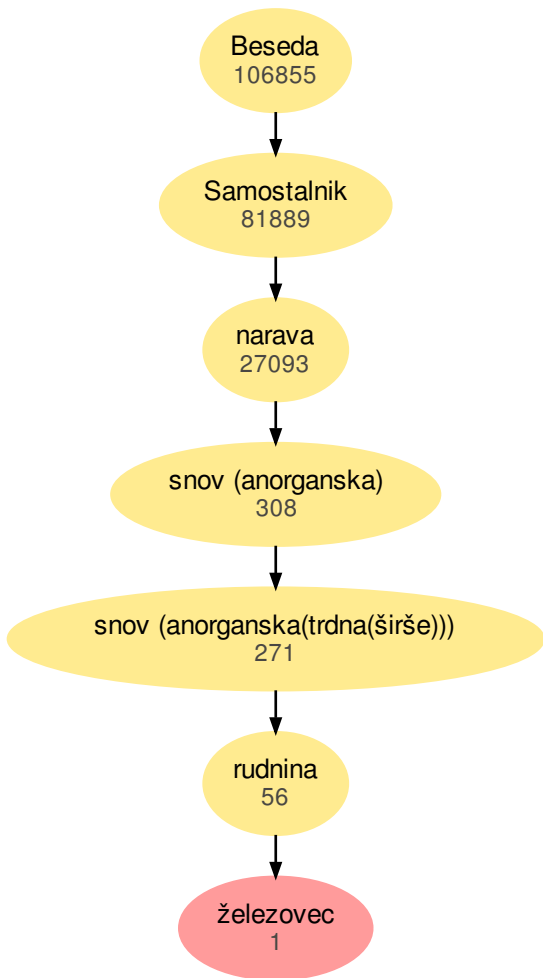 Beseda
106855
Samostalnik
81889
narava
27093
snov (anorganska)
308
snov (anorganska(trdna(širše)))
271
rudnina
56
železovec
1